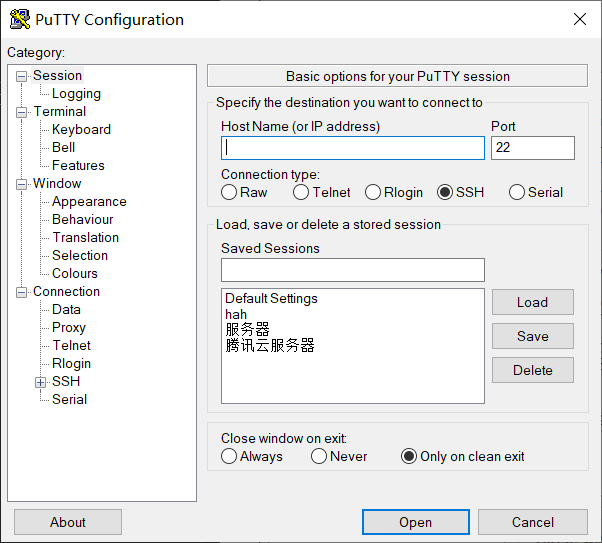 PuTTY Configuration
Category:
Session
Logging
Terminal
Keyboard
Bell
Features
Window
Appearance
Behaviour
Translation
Selection
Colours
Connection
Data
Proxy
Telnet
Rlogin
SSH
Serial
Basic options for your PuTTY session
Specify the destination you want to connect to
Host Name (or IP address) Port
22
Connection type:
Raw Telnet Rlogin SSH Serial
Load, save or delete a stored session
Saved Sessions
Default Settings
hah
服务器
腾讯云服务器
Load
Save
Delete
Close window on exit:
Always Never Only on clean exit
About Open Cancel